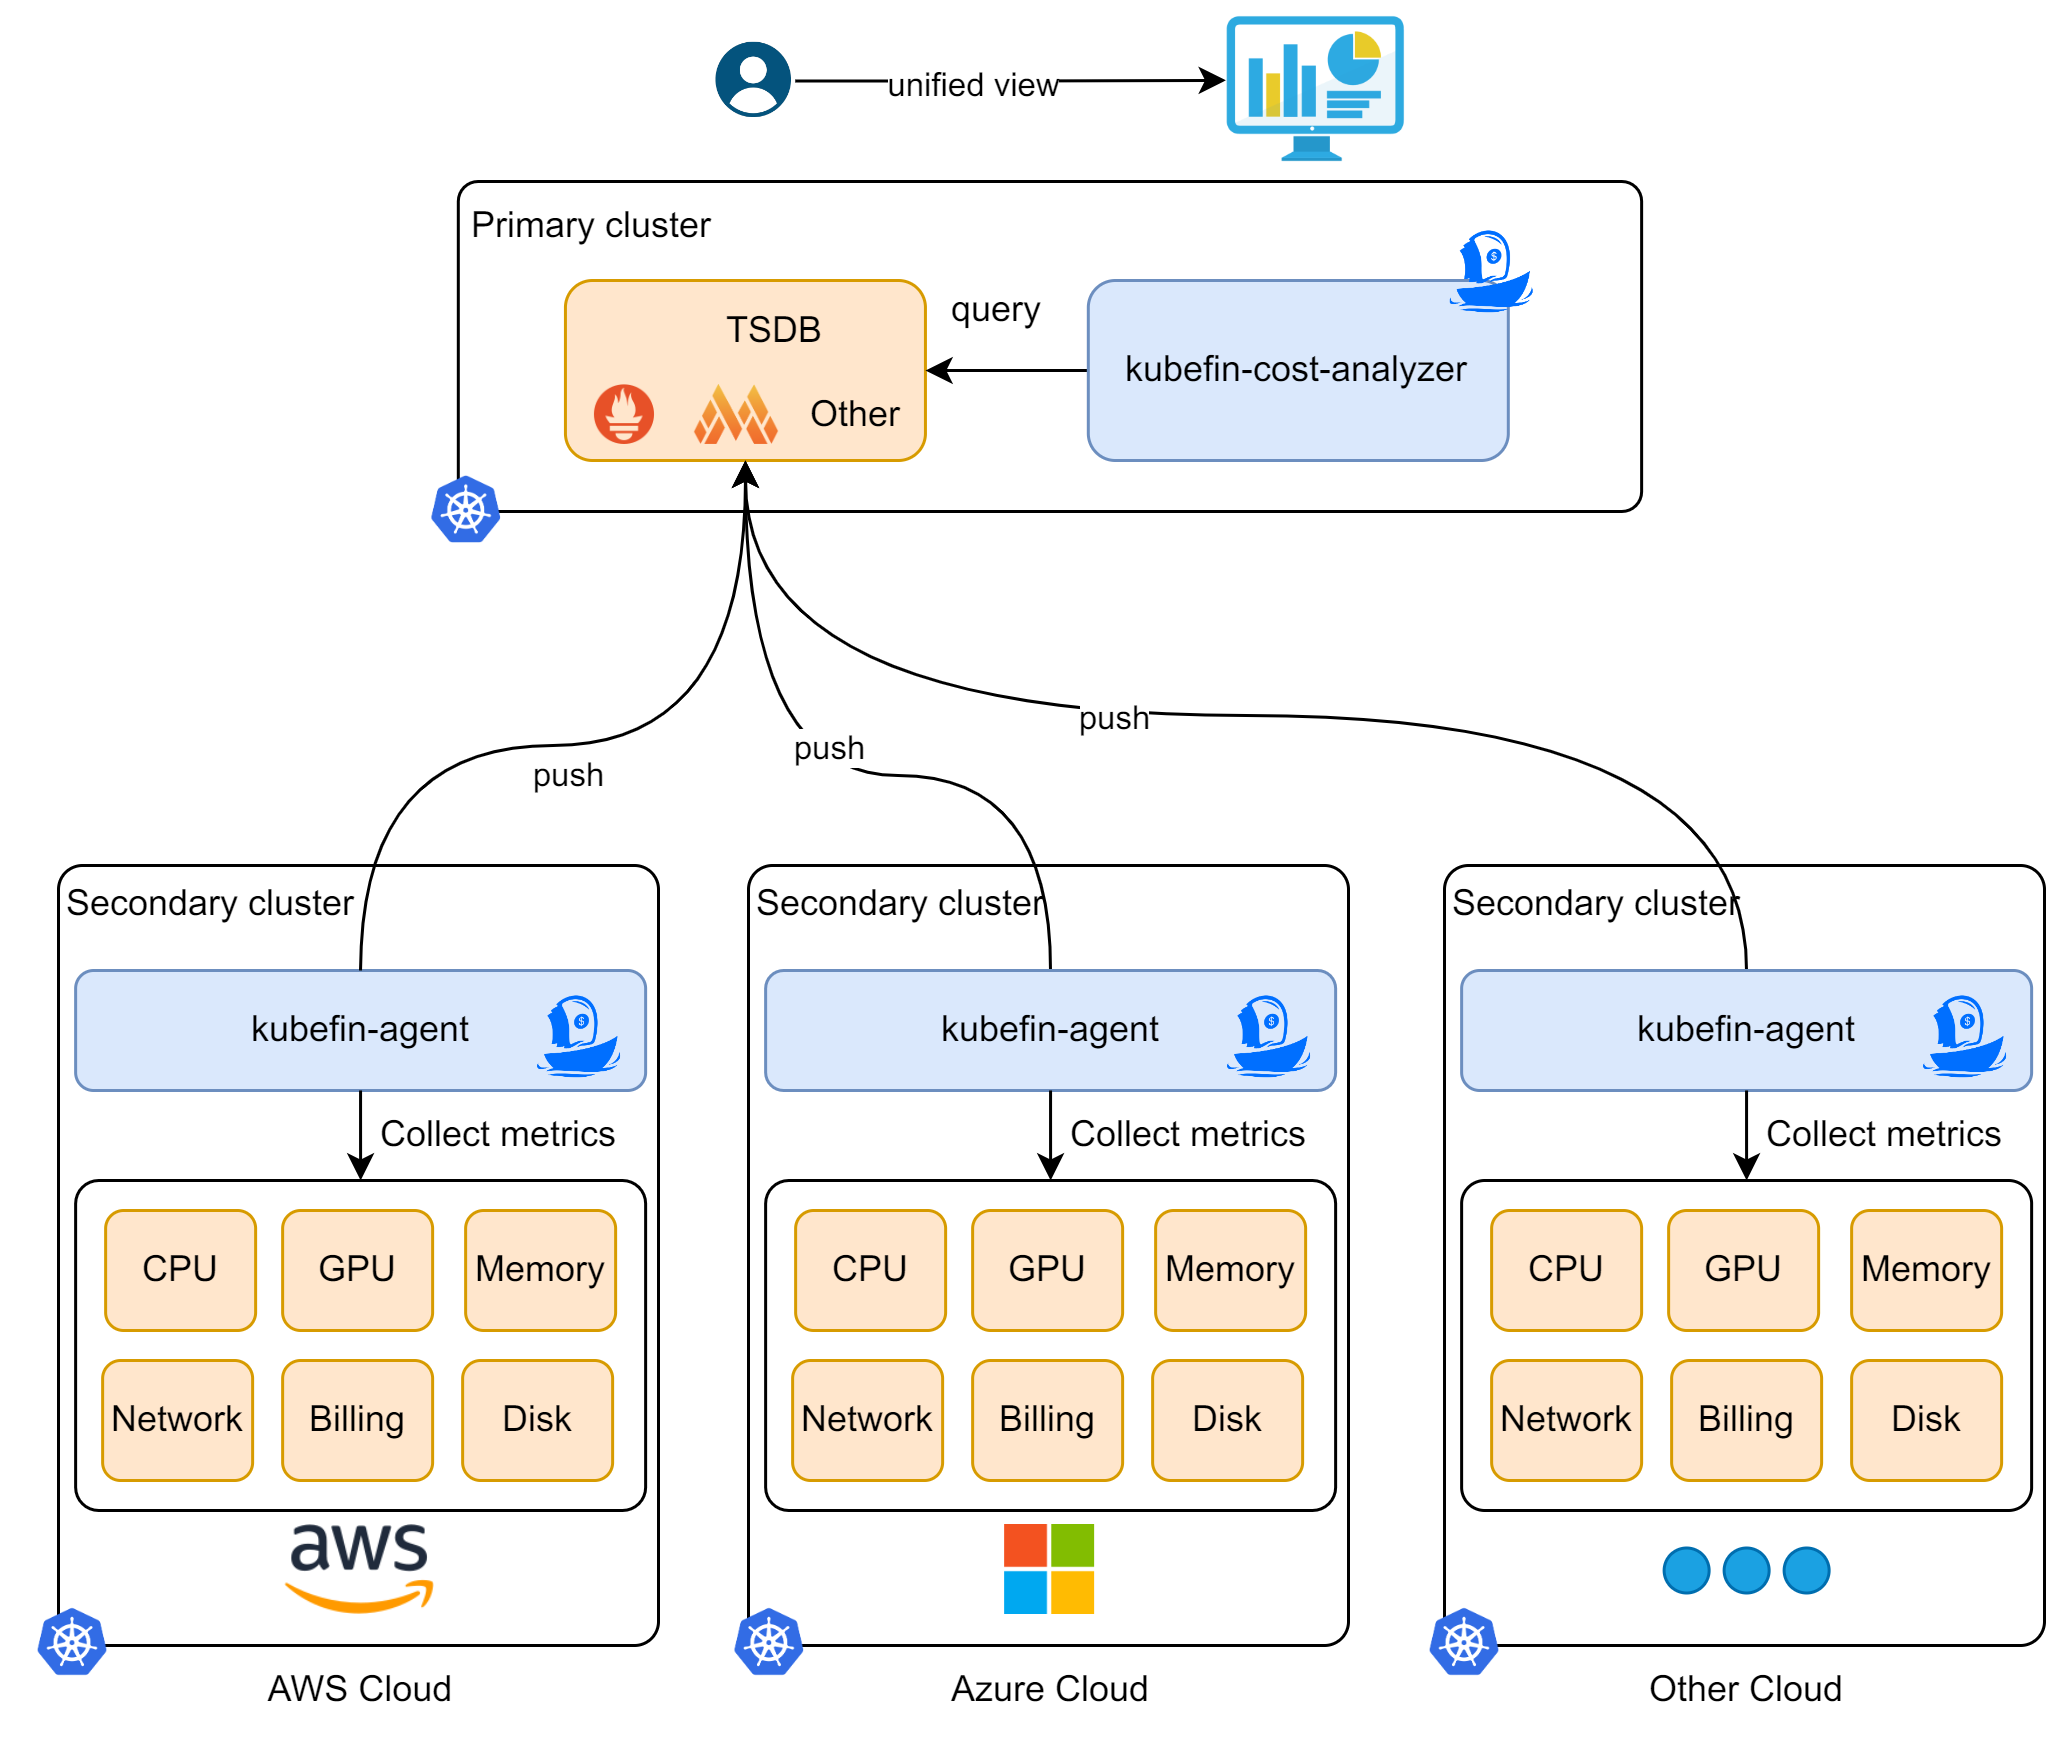 unified view
Primary cluster
TSDB
query
kubefin-cost-analyzer
Other
push
push
push
Secondary cluster
kubefin-agent
Collect metrics
CPU
GPU
Memory
Network
Billing
Disk
aws
AWS Cloud
Secondary cluster
kubefin-agent
Collect metrics
CPU
GPU
Memory
Network
Billing
Disk
Azure Cloud
Secondary cluster
kubefin-agent
Collect metrics
CPU
GPU
Memory
Network
Billing
Disk
Other Cloud